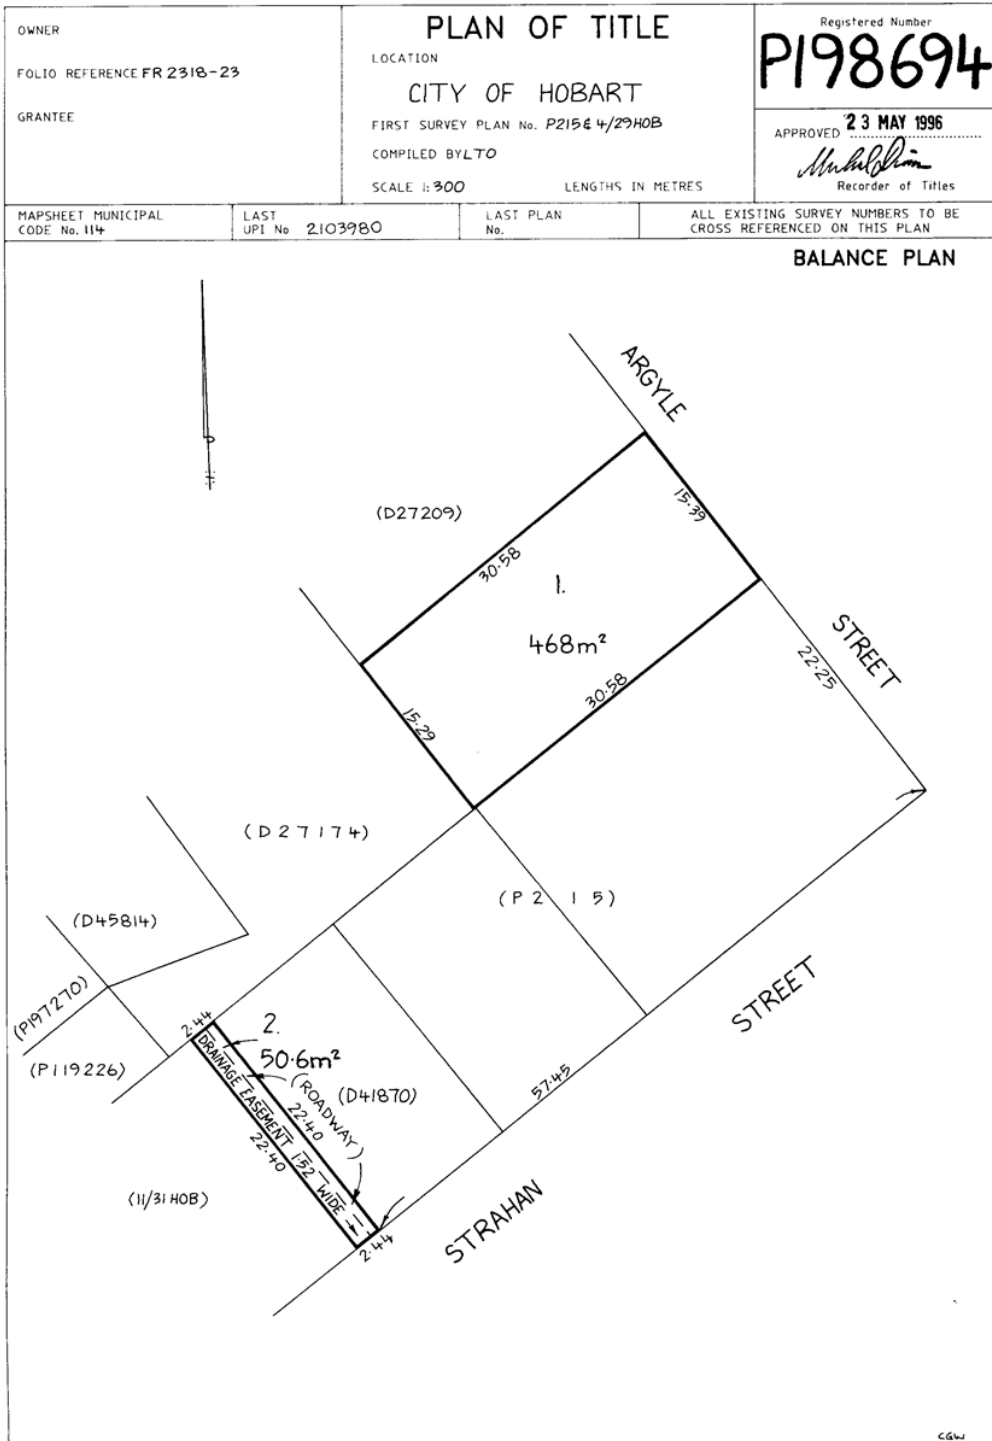 OWNER
FOLIO REFERENCE FR 2318-23
GRANTEE
PLAN OF TITLE
LOCATION
CITY OF HOBART
FIRST SURVEY PLAN No. P215 & 4/29HOB
COMPILED BY LTO
SCALE 1: 300 LENGTHS IN METRES
Registered Number
P198694
APPROVED 23 MAY 1996
Recorder of Titles
MAPSHEET MUNICIPAL
CODE No. 114
LAST
UPI No 2103980
LAST PLAN
No.
ALL EXISTING SURVEY NUMBERS TO BE
CROSS REFERENCED ON THIS PLAN
BALANCE PLAN
ARGYLE
STREET
(D27209)
15.39
30.58
1.
468m²
30.58
15.29
22.25
(D27174)
(P215)
(D45814)
(P197270)
(P119226)
2.44
2.
50.6m²
(ROADWAY)
22.40
(D41870)
DRAINAGE EASEMENT 1.52 WIDE
22.40
(11/31 HOB)
2.44
57.45
STRAHAN
STREET
CGW